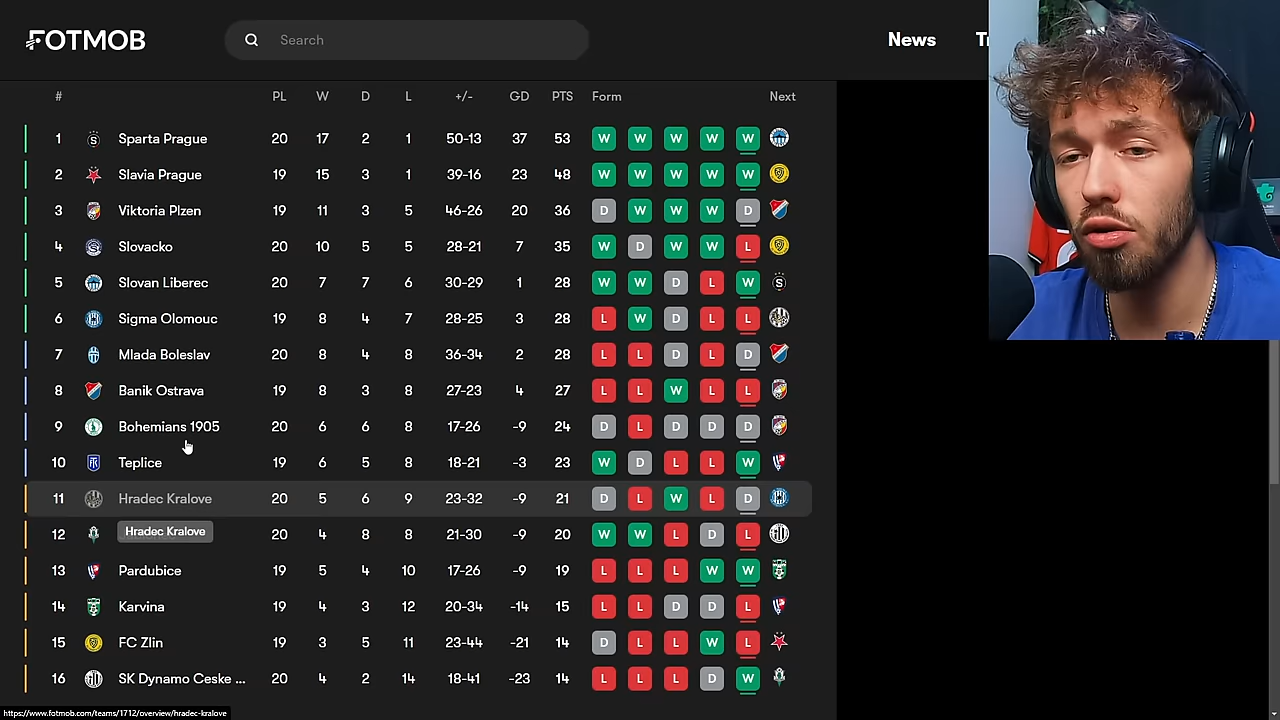 FOTMOB Search News
# PL W D L +/- GD PTS Form Next
1 Sparta Prague 20 17 2 1 50-13 37 53 W W W W W
2 Slavia Prague 19 15 3 1 39-16 23 48 W W W W W
3 Viktoria Plzen 19 11 3 5 46-26 20 36 D W W W D
4 Slovacko 20 10 5 5 28-21 7 35 W D W W L
5 Slovan Liberec 20 7 7 6 30-29 1 28 W W D L W
6 Sigma Olomouc 19 8 4 7 28-25 3 28 L W D L L
7 Mlada Boleslav 20 8 4 8 36-34 2 28 L L D L D
8 Banik Ostrava 19 8 3 8 27-23 4 27 L L W L L
9 Bohemians 1905 20 6 6 8 17-26 -9 24 D L D D D
10 Teplice 19 6 5 8 18-21 -3 23 W D L L W
11 Hradec Kralove 20 5 6 9 23-32 -9 21 D L W L D
12 Hradec Kralove 20 4 8 8 21-30 -9 20 W W L D L
13 Pardubice 19 5 4 10 17-26 -9 19 L L L W W
14 Karvina 19 4 3 12 20-34 -14 15 L L D D L
15 FC Zlin 19 3 5 11 23-44 -21 14 D L L W L
16 SK Dynamo Ceske ... 20 4 2 14 18-41 -23 14 L L L D W
https://www.fotmob.com/teams/1712/overview/hradec-kralove